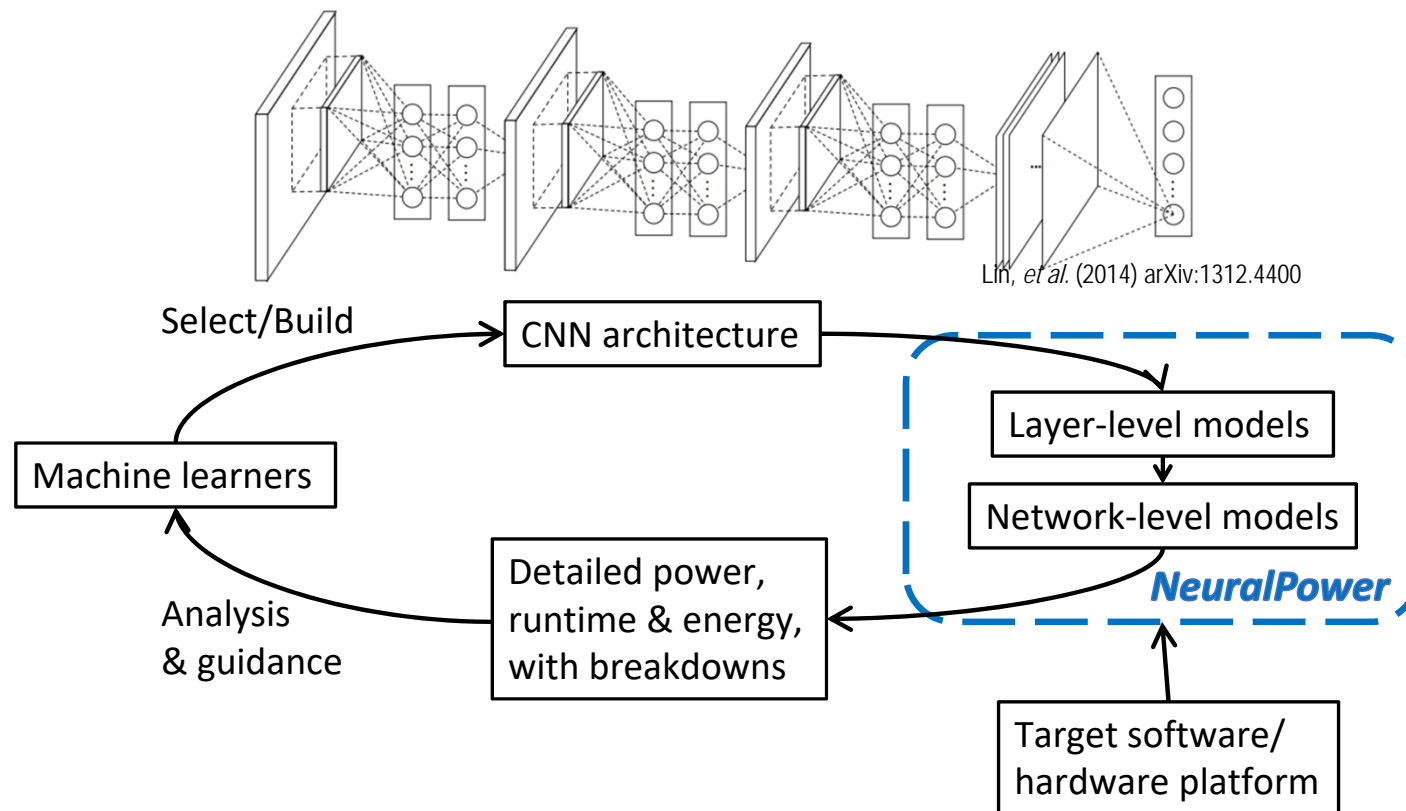 Lin, et al. (2014) arXiv:1312.4400
Select/Build
CNN architecture
Layer-level models
Machine learners
Network-level models
NeuralPower
Detailed power,
runtime & energy,
with breakdowns
Analysis
& guidance
Target software/
hardware platform